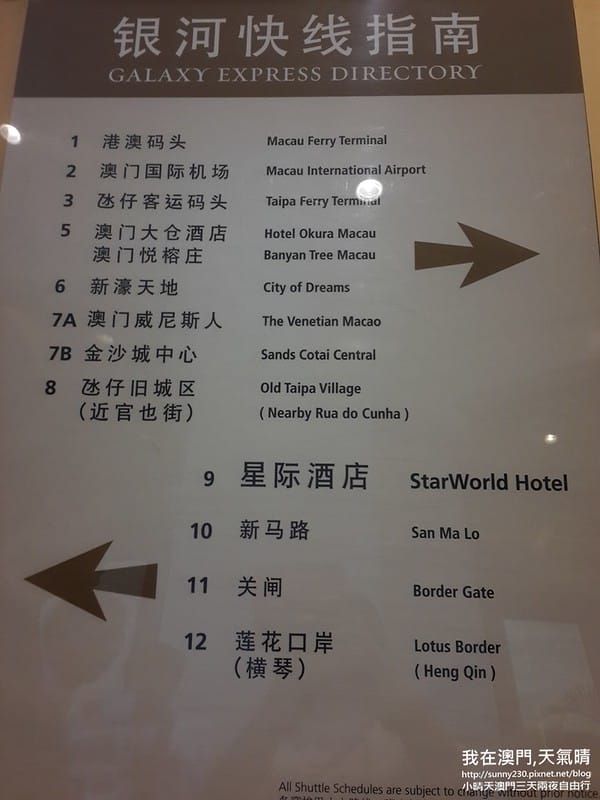 银河快线指南
GALAXY EXPRESS DIRECTORY
1 港澳码头 Macau Ferry Terminal
2 澳门国际机场 Macau International Airport
3 氹仔客运码头 Taipa Ferry Terminal
5 澳门大仓酒店 Hotel Okura Macau
澳门悦榕庄 Banyan Tree Macau
6 新濠天地 City of Dreams
7A 澳门威尼斯人 The Venetian Macao
7B 金沙城中心 Sands Cotai Central
8 氹仔旧城区 Old Taipa Village
(近官也街) ( Nearby Rua do Cunha )
9 星际酒店 StarWorld Hotel
10 新马路 San Ma Lo
11 关闸 Border Gate
12 莲花口岸 Lotus Border
(横琴) ( Heng Qin )
我在澳門,天氣晴
http://sunny230.pixnet.net/blog
小晴天澳門三天兩夜自由行
All Shuttle Schedules are subject to change without prior notice